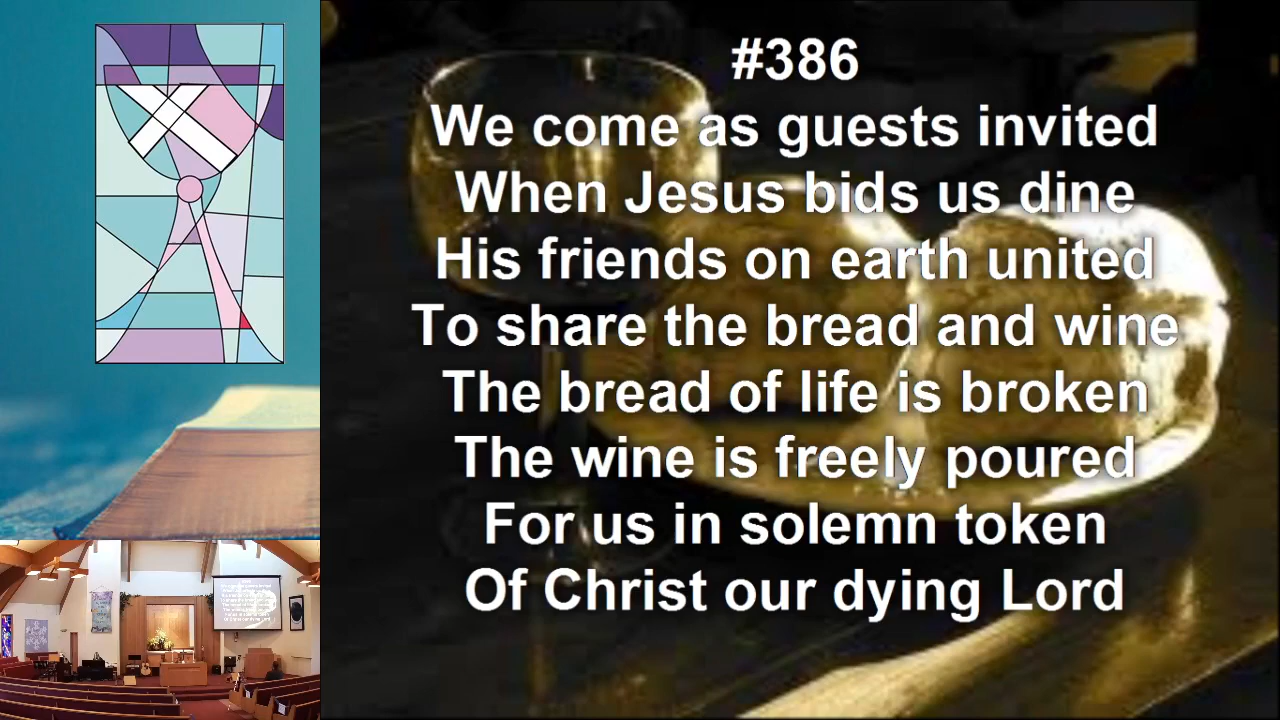 #386
We come as guests invited
When Jesus bids us dine
His friends on earth united
To share the bread and wine
The bread of life is broken
The wine is freely poured
For us in solemn token
Of Christ our dying Lord